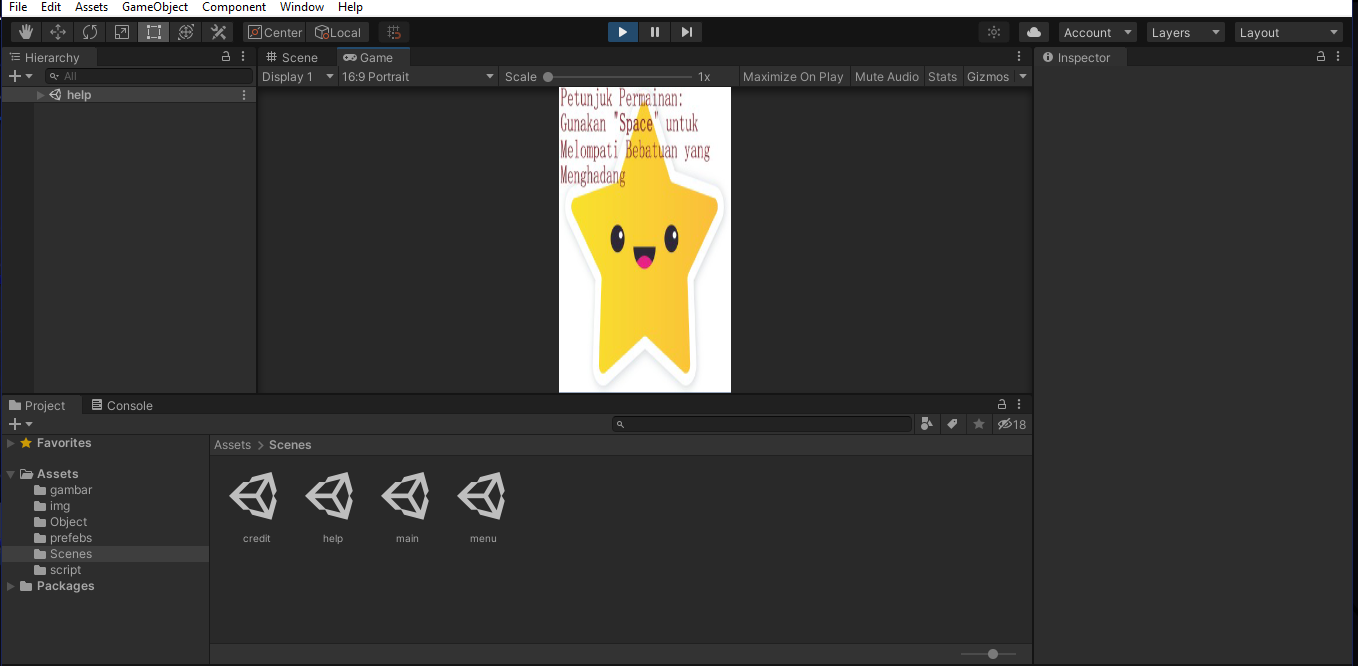 File Edit Assets GameObject Component Window Help
Center Local Account Layers Layout
Hierarchy Scene Game Inspector
All Display 1 16:9 Portrait Scale 1x Maximize On Play Mute Audio Stats Gizmos
help
Petunjuk Permainan:
Gunakan "Space" untuk
Melompati Bebatuan yang
Menghadang
Project Console
18
Favorites Assets > Scenes
Assets
gambar
img
Object
prefebs
Scenes
script
Packages
credit help main menu